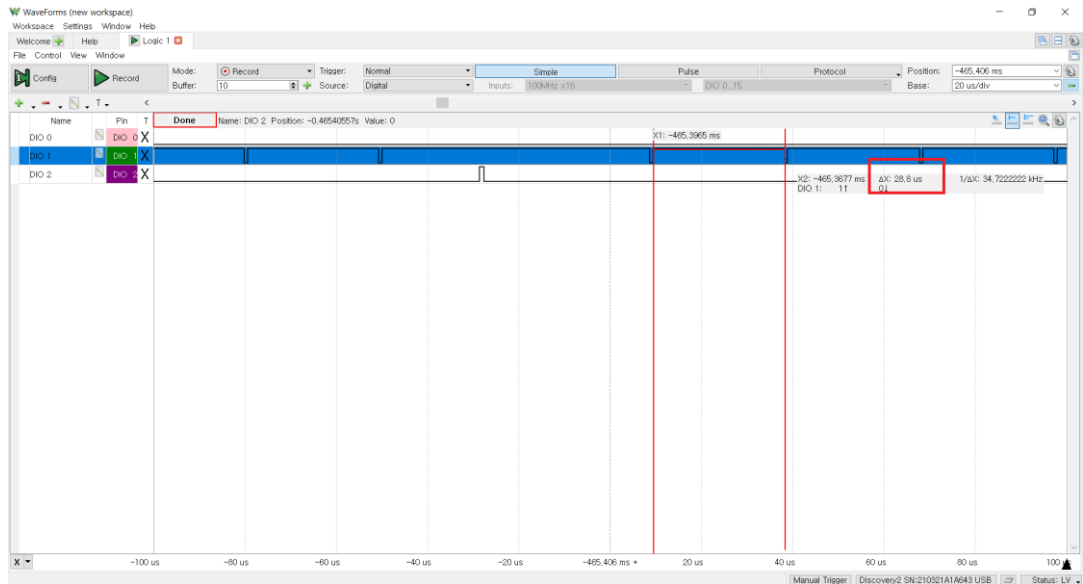 WaveForms (new workspace)
Workspace Settings Window Help
Welcome Help Logic 1
File Control View Window
Config Record Mode: Record Trigger: Normal Simple Pulse Protocol Position: -465,406 ms
Buffer: 10 Source: Digital Inputs: 100MHz x16 DIO 0,,15 Base: 20 us/div
T
Name Pin T Done Name: DIO 2 Position: -0,46540557s Value: 0
DIO 0 DIO 0 X X1: -465,3965 ms
DIO 1 DIO 1 X
DIO 2 DIO 2 X X2: -465,3677 ms ΔX: 28,8 us 1/ΔX: 34,7222222 kHz
DIO 1: 1↑ 0↓
X -100 us -80 us -60 us -40 us -20 us -465,406 ms + 20 us 40 us 60 us 80 us 100
Manual Trigger Discovery2 SN:210321A1A643 USB Status: LV